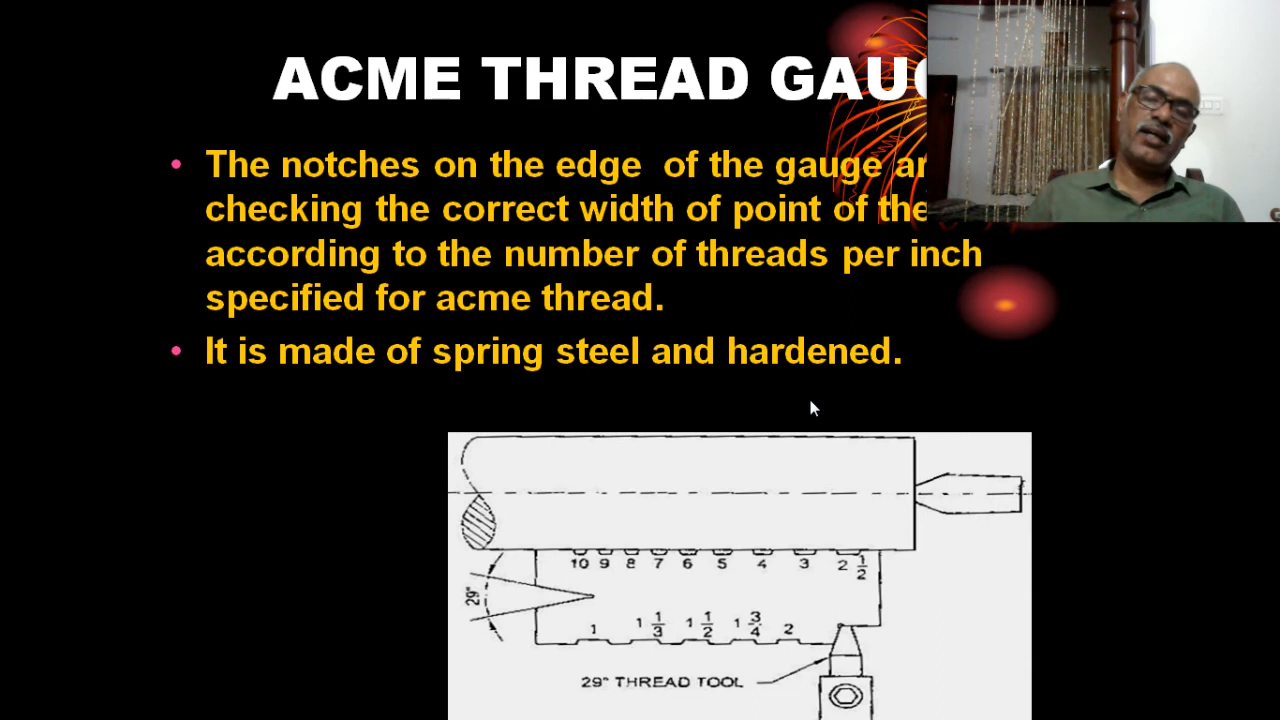 ACME THREAD
The notches on the edge of the gauge
checking the correct width of point of the
according to the number of threads per inch
specified for acme thread.
It is made of spring steel and hardened.
10 9 8 7 6 5 4 3 2 1/2
29°
1 1 1/3 1 1/2 1 3/4 2
29° THREAD TOOL